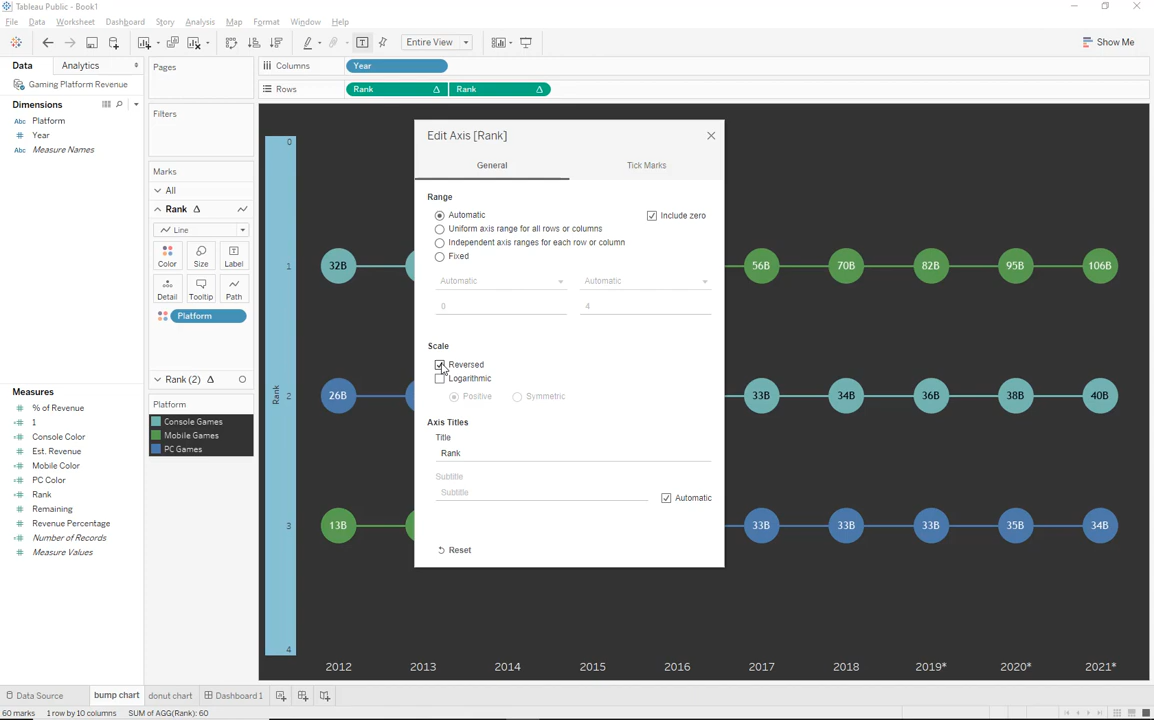 Tableau Public - Book1
File Data Worksheet Dashboard Story Analysis Map Format Window Help
Entire View
Show Me
Data Analytics
Gaming Platform Revenue
Dimensions
Abc Platform
# Year
Abc Measure Names
Measures
# % of Revenue
# 1
# Console Color
# Est. Revenue
# Mobile Color
# PC Color
# Rank
# Remaining
# Revenue Percentage
# Number of Records
# Measure Values
Pages
Filters
Marks
All
Rank
Line
Color Size Label
Detail Tooltip Path
Platform
Rank (2)
Platform
Console Games
Mobile Games
PC Games
Columns Year
Rows Rank Rank
Edit Axis [Rank]
General Tick Marks
Range
Automatic
Include zero
Uniform axis range for all rows or columns
Independent axis ranges for each row or column
Fixed
Automatic Automatic
0 4
Scale
Reversed
Logarithmic
Positive Symmetric
Axis Titles
Title
Rank
Subtitle
Subtitle
Automatic
Reset
0
1
2
3
4
Rank
32B 56B 70B 82B 95B 106B
26B 33B 34B 36B 38B 40B
13B 33B 33B 33B 35B 34B
2012 2013 2014 2015 2016 2017 2018 2019* 2020* 2021*
Data Source bump chart donut chart Dashboard 1
60 marks 1 row by 10 columns SUM of AGG(Rank): 60